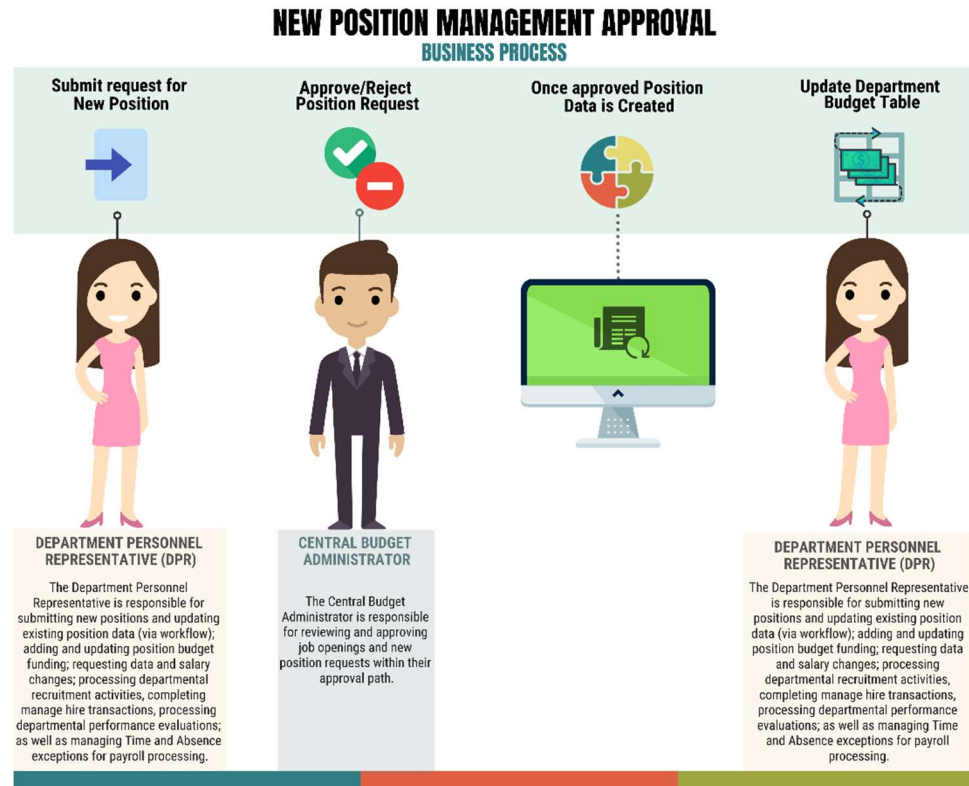 NEW POSITION MANAGEMENT APPROVAL
BUSINESS PROCESS
Submit request for
New Position
Approve/Reject
Position Request
Once approved Position
Data is Created
Update Department
Budget Table
DEPARTMENT PERSONNEL
REPRESENTATIVE (DPR)
The Department Personnel
Representative is responsible for
submitting new positions and updating
existing position data (via workflow);
adding and updating position budget
funding; requesting data and salary
changes; processing departmental
recruitment activities, completing
manage hire transactions, processing
departmental performance evaluations;
as well as managing Time and Absence
exceptions for payroll processing.
CENTRAL BUDGET
ADMINISTRATOR
The Central Budget
Administrator is responsible
for reviewing and approving
job openings and new
position requests within their
approval path.
DEPARTMENT PERSONNEL
REPRESENTATIVE (DPR)
The Department Personnel Representative
is responsible for submitting new
positions and updating existing position
data (via workflow); adding and updating
position budget funding; requesting data
and salary changes; processing
departmental recruitment activities,
completing manage hire transactions,
processing departmental performance
evaluations; as well as managing Time
and Absence exceptions for payroll
processing.